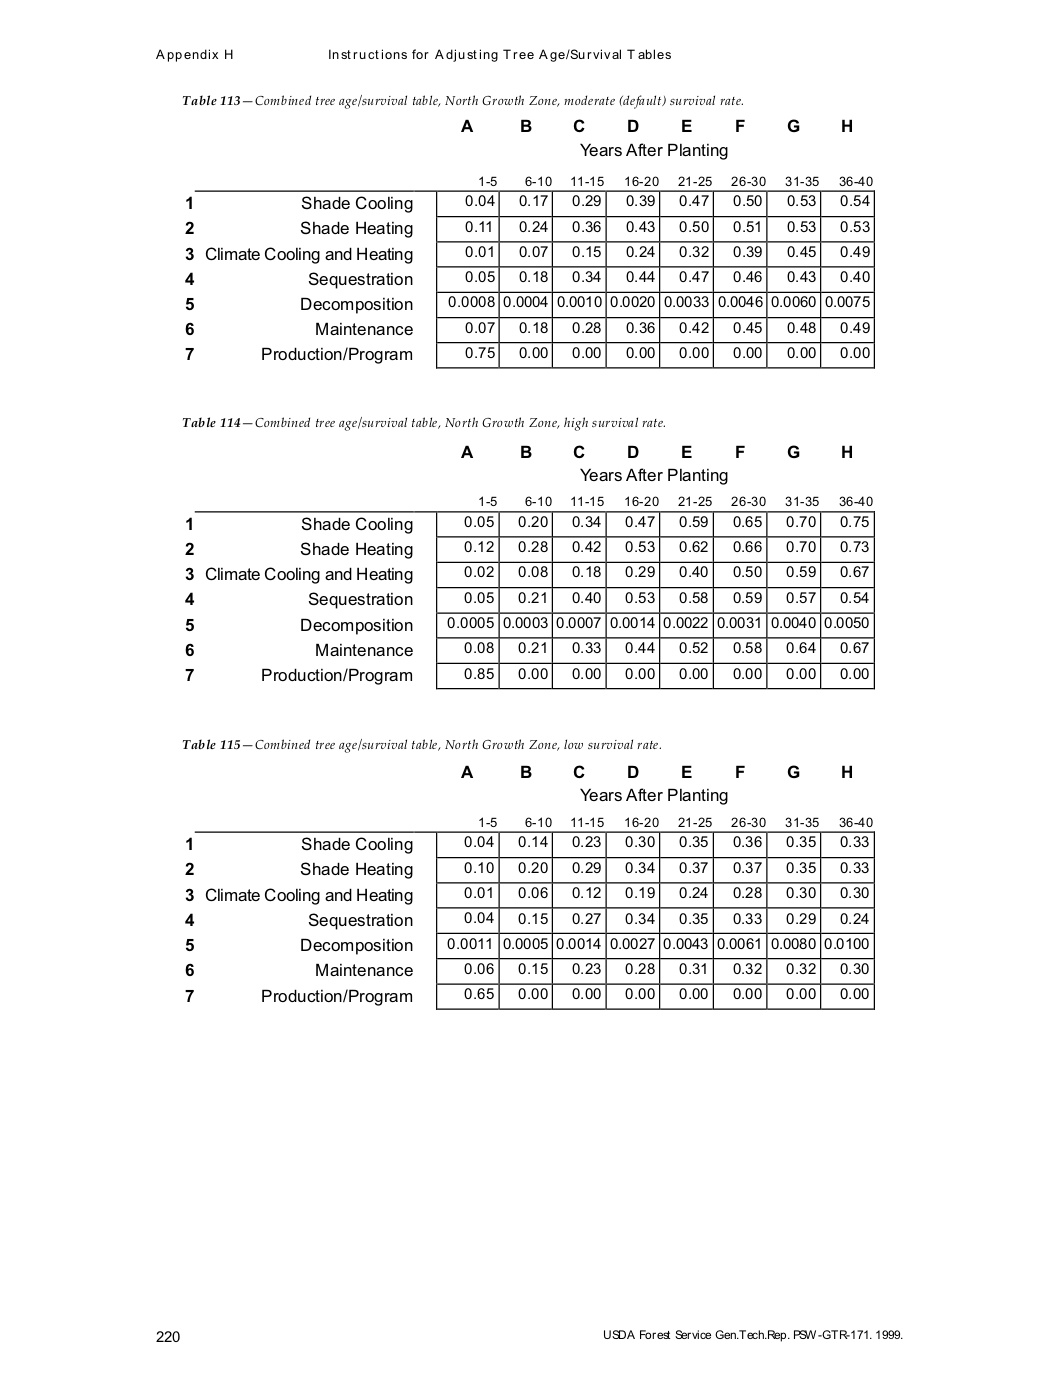 Appendix H Instructions for Adjusting Tree Age/Survival Tables
Table 113—Combined tree age/survival table, North Growth Zone, moderate (default) survival rate.
A B C D E F G H
Years After Planting
1-5 6-10 11-15 16-20 21-25 26-30 31-35 36-40
1 Shade Cooling 0.04 0.17 0.29 0.39 0.47 0.50 0.53 0.54
2 Shade Heating 0.11 0.24 0.36 0.43 0.50 0.51 0.53 0.53
3 Climate Cooling and Heating 0.01 0.07 0.15 0.24 0.32 0.39 0.45 0.49
4 Sequestration 0.05 0.18 0.34 0.44 0.47 0.46 0.43 0.40
5 Decomposition 0.0008 0.0004 0.0010 0.0020 0.0033 0.0046 0.0060 0.0075
6 Maintenance 0.07 0.18 0.28 0.36 0.42 0.45 0.48 0.49
7 Production/Program 0.75 0.00 0.00 0.00 0.00 0.00 0.00 0.00
Table 114—Combined tree age/survival table, North Growth Zone, high survival rate.
A B C D E F G H
Years After Planting
1-5 6-10 11-15 16-20 21-25 26-30 31-35 36-40
1 Shade Cooling 0.05 0.20 0.34 0.47 0.59 0.65 0.70 0.75
2 Shade Heating 0.12 0.28 0.42 0.53 0.62 0.66 0.70 0.73
3 Climate Cooling and Heating 0.02 0.08 0.18 0.29 0.40 0.50 0.59 0.67
4 Sequestration 0.05 0.21 0.40 0.53 0.58 0.59 0.57 0.54
5 Decomposition 0.0005 0.0003 0.0007 0.0014 0.0022 0.0031 0.0040 0.0050
6 Maintenance 0.08 0.21 0.33 0.44 0.52 0.58 0.64 0.67
7 Production/Program 0.85 0.00 0.00 0.00 0.00 0.00 0.00 0.00
Table 115—Combined tree age/survival table, North Growth Zone, low survival rate.
A B C D E F G H
Years After Planting
1-5 6-10 11-15 16-20 21-25 26-30 31-35 36-40
1 Shade Cooling 0.04 0.14 0.23 0.30 0.35 0.36 0.35 0.33
2 Shade Heating 0.10 0.20 0.29 0.34 0.37 0.37 0.35 0.33
3 Climate Cooling and Heating 0.01 0.06 0.12 0.19 0.24 0.28 0.30 0.30
4 Sequestration 0.04 0.15 0.27 0.34 0.35 0.33 0.29 0.24
5 Decomposition 0.0011 0.0005 0.0014 0.0027 0.0043 0.0061 0.0080 0.0100
6 Maintenance 0.06 0.15 0.23 0.28 0.31 0.32 0.32 0.30
7 Production/Program 0.65 0.00 0.00 0.00 0.00 0.00 0.00 0.00
220 USDA Forest Service Gen.Tech.Rep. PSW-GTR-171. 1999.